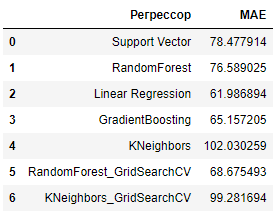 Perpeccop MAE
0 Support Vector 78.477914
1 RandomForest 76.589025
2 Linear Regression 61.986894
3 GradientBoosting 65.157205
4 KNeighbors 102.030259
5 RandomForest_GridSearchCV 68.675493
6 KNeighbors_GridSearchCV 99.281694